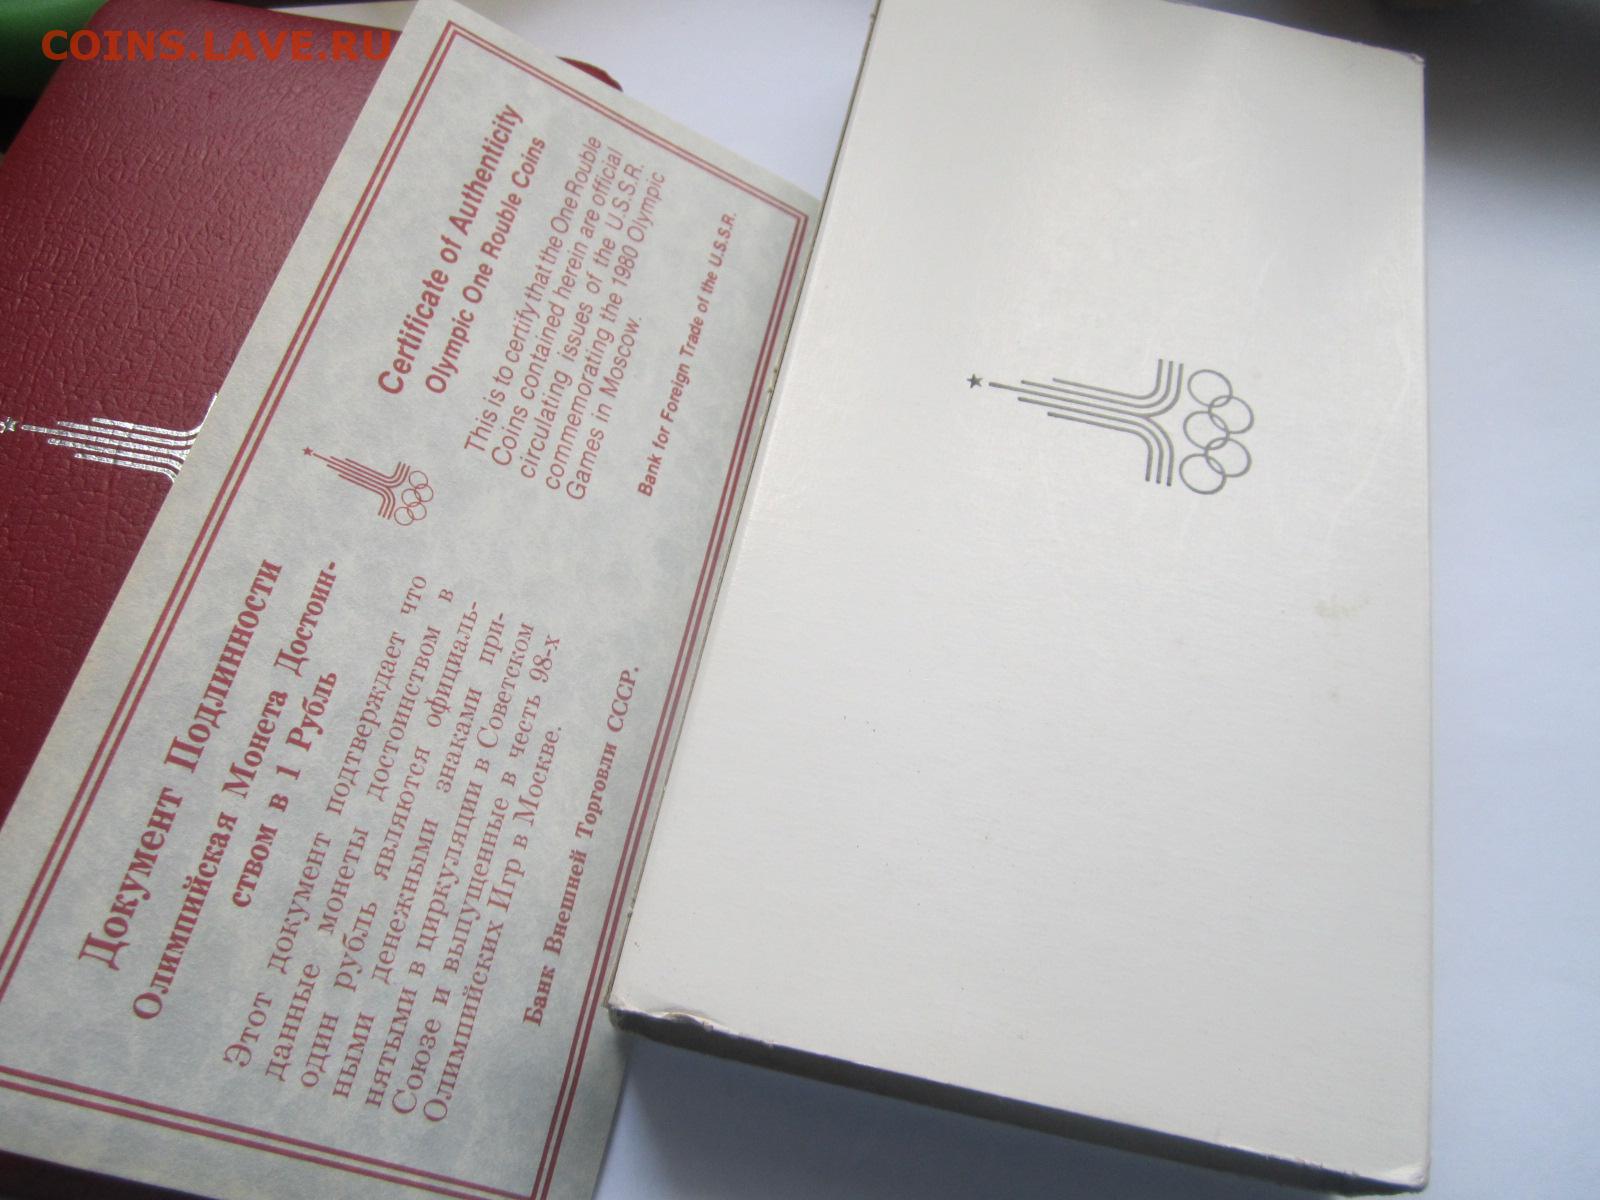 COINS.LAVE.RU
Документ Подлинности
Олимпийская Монета Достоин-
ством в 1 Рубль
Этот документ подтверждает что
данные монеты достоинством в
один рубль являются официаль-
ными денежными знаками при-
нятыми в циркуляции в Советском
Союзе и выпущенные в честь 98-х
Олимпийских Игр в Москве.
Банк Внешней Торговли СССР.
Certificate of Authenticity
Olympic One Rouble Coins
This is to certify that the One Rouble
Coins contained herein are official
circulating issues of the U.S.S.R.
commemorating the 1980 Olympic
Games in Moscow.
Bank for Foreign Trade of the U.S.S.R.